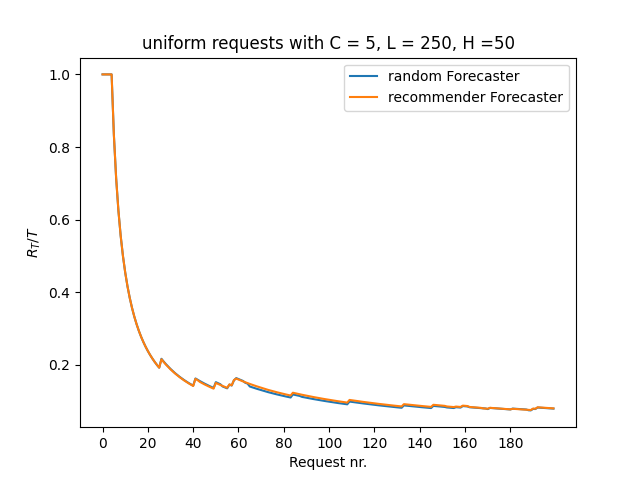 uniform requests with C = 5, L = 250, H =50
random Forecaster
recommender Forecaster
1.0
0.8
0.6
0.4
0.2
R_T/T
0 20 40 60 80 100 120 140 160 180
Request nr.